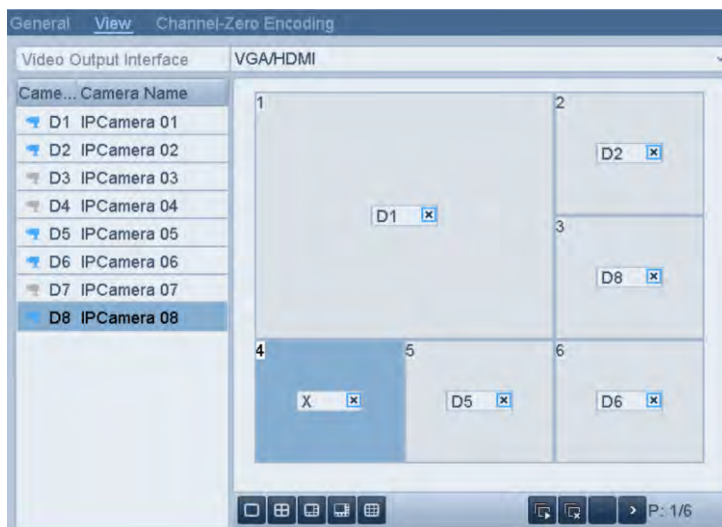 General View Channel-Zero Encoding
Video Output Interface VGA/HDMI
Came... Camera Name
D1 IPCamera 01
D2 IPCamera 02
D3 IPCamera 03
D4 IPCamera 04
D5 IPCamera 05
D6 IPCamera 06
D7 IPCamera 07
D8 IPCamera 08
1
D1
2
D2
3
D8
4
X
5
D5
6
D6
P: 1/6